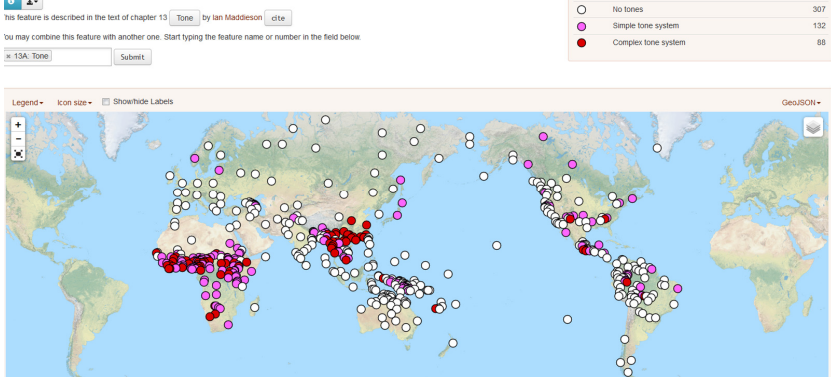 This feature is described in the text of chapter 13 Tone by Ian Maddieson cite
You may combine this feature with another one. Start typing the feature name or number in the field below.
× 13A: Tone Submit
No tones 307
Simple tone system 132
Complex tone system 88
Legend Icon size Show/hide Labels GeoJSON
+
−